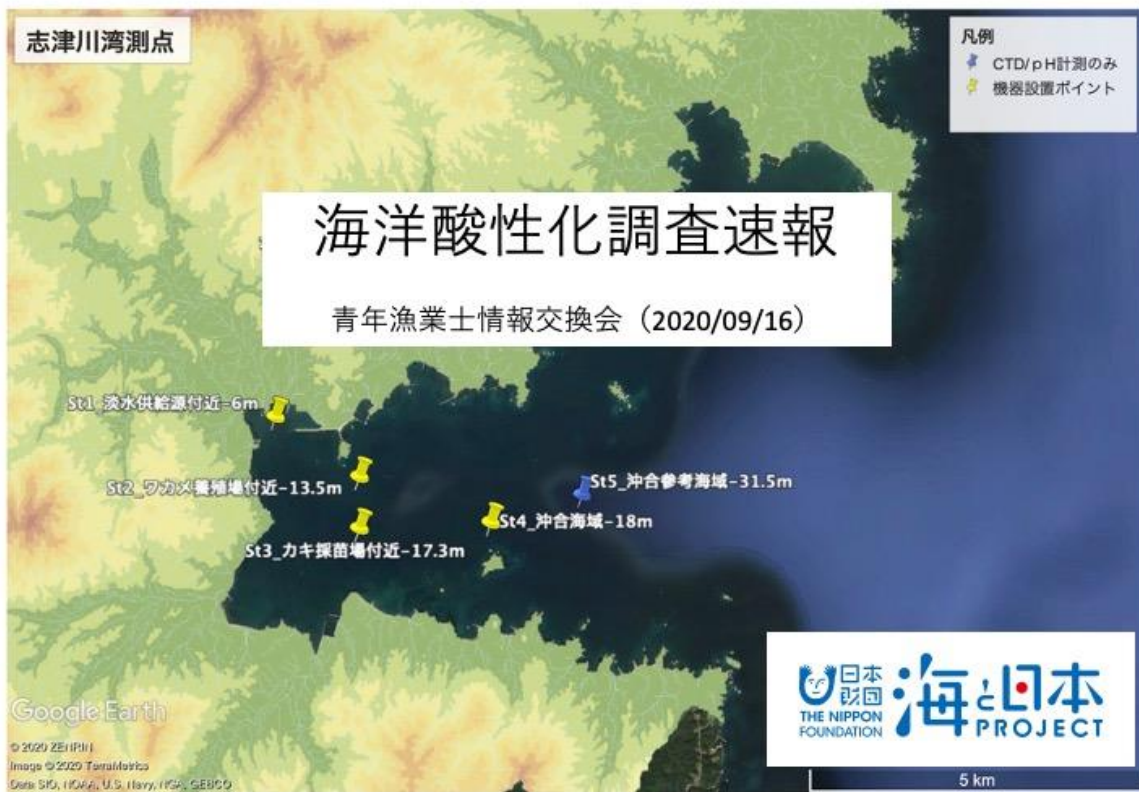 志津川湾測点
凡例
CTD/pH計測のみ
機器設置ポイント
海洋酸性化調査速報
青年漁業士情報交換会（2020/09/16）
St1_淡水供給源付近-6m
St2_ワカメ養殖場付近-13.5m
St3_カキ採苗場付近-17.3m
St4_沖合海域-18m
St5_沖合参考海域-31.5m
日本
財団
THE NIPPON
FOUNDATION
海と日本
PROJECT
Google Earth
© 2020 ZENRIN
Image © 2020 TerraMetrics
Data SIO, NOAA, U.S. Navy, NGA, GEBCO
5 km